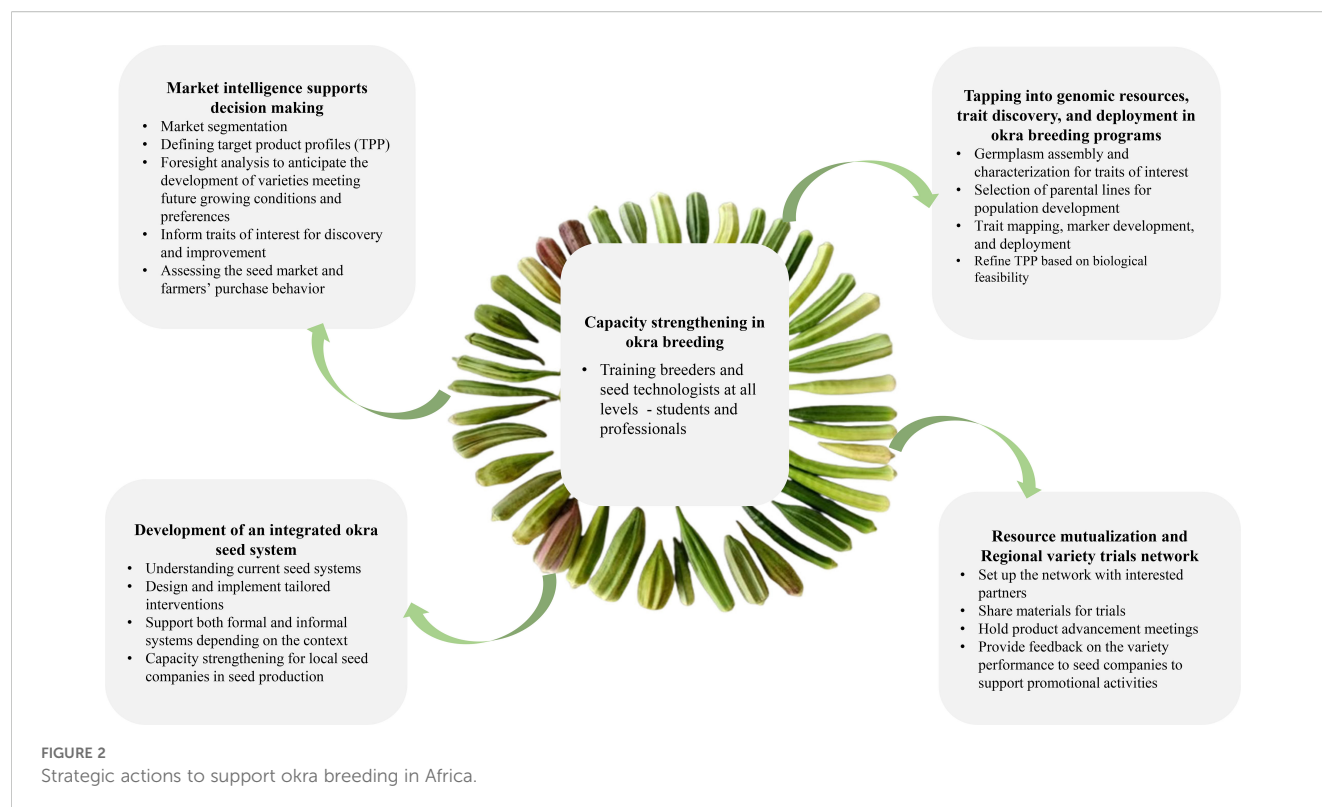 Market intelligence supports
decision making
• Market segmentation
• Defining target product profiles (TPP)
• Foresight analysis to anticipate the
development of varieties meeting
future growing conditions and
preferences
• Inform traits of interest for discovery
and improvement
• Assessing the seed market and
farmers' purchase behavior
Tapping into genomic resources,
trait discovery, and deployment in
okra breeding programs
• Germplasm assembly and
characterization for traits of interest
• Selection of parental lines for
population development
• Trait mapping, marker development,
and deployment
• Refine TPP based on biological
feasibility
Capacity strengthening in
okra breeding
• Training breeders and
seed technologists at all
levels - students and
professionals
Development of an integrated okra
seed system
• Understanding current seed systems
• Design and implement tailored
interventions
• Support both formal and informal
systems depending on the context
• Capacity strengthening for local seed
companies in seed production
Resource mutualization and
Regional variety trials network
• Set up the network with interested
partners
• Share materials for trials
• Hold product advancement meetings
• Provide feedback on the variety
performance to seed companies to
support promotional activities
FIGURE 2
Strategic actions to support okra breeding in Africa.